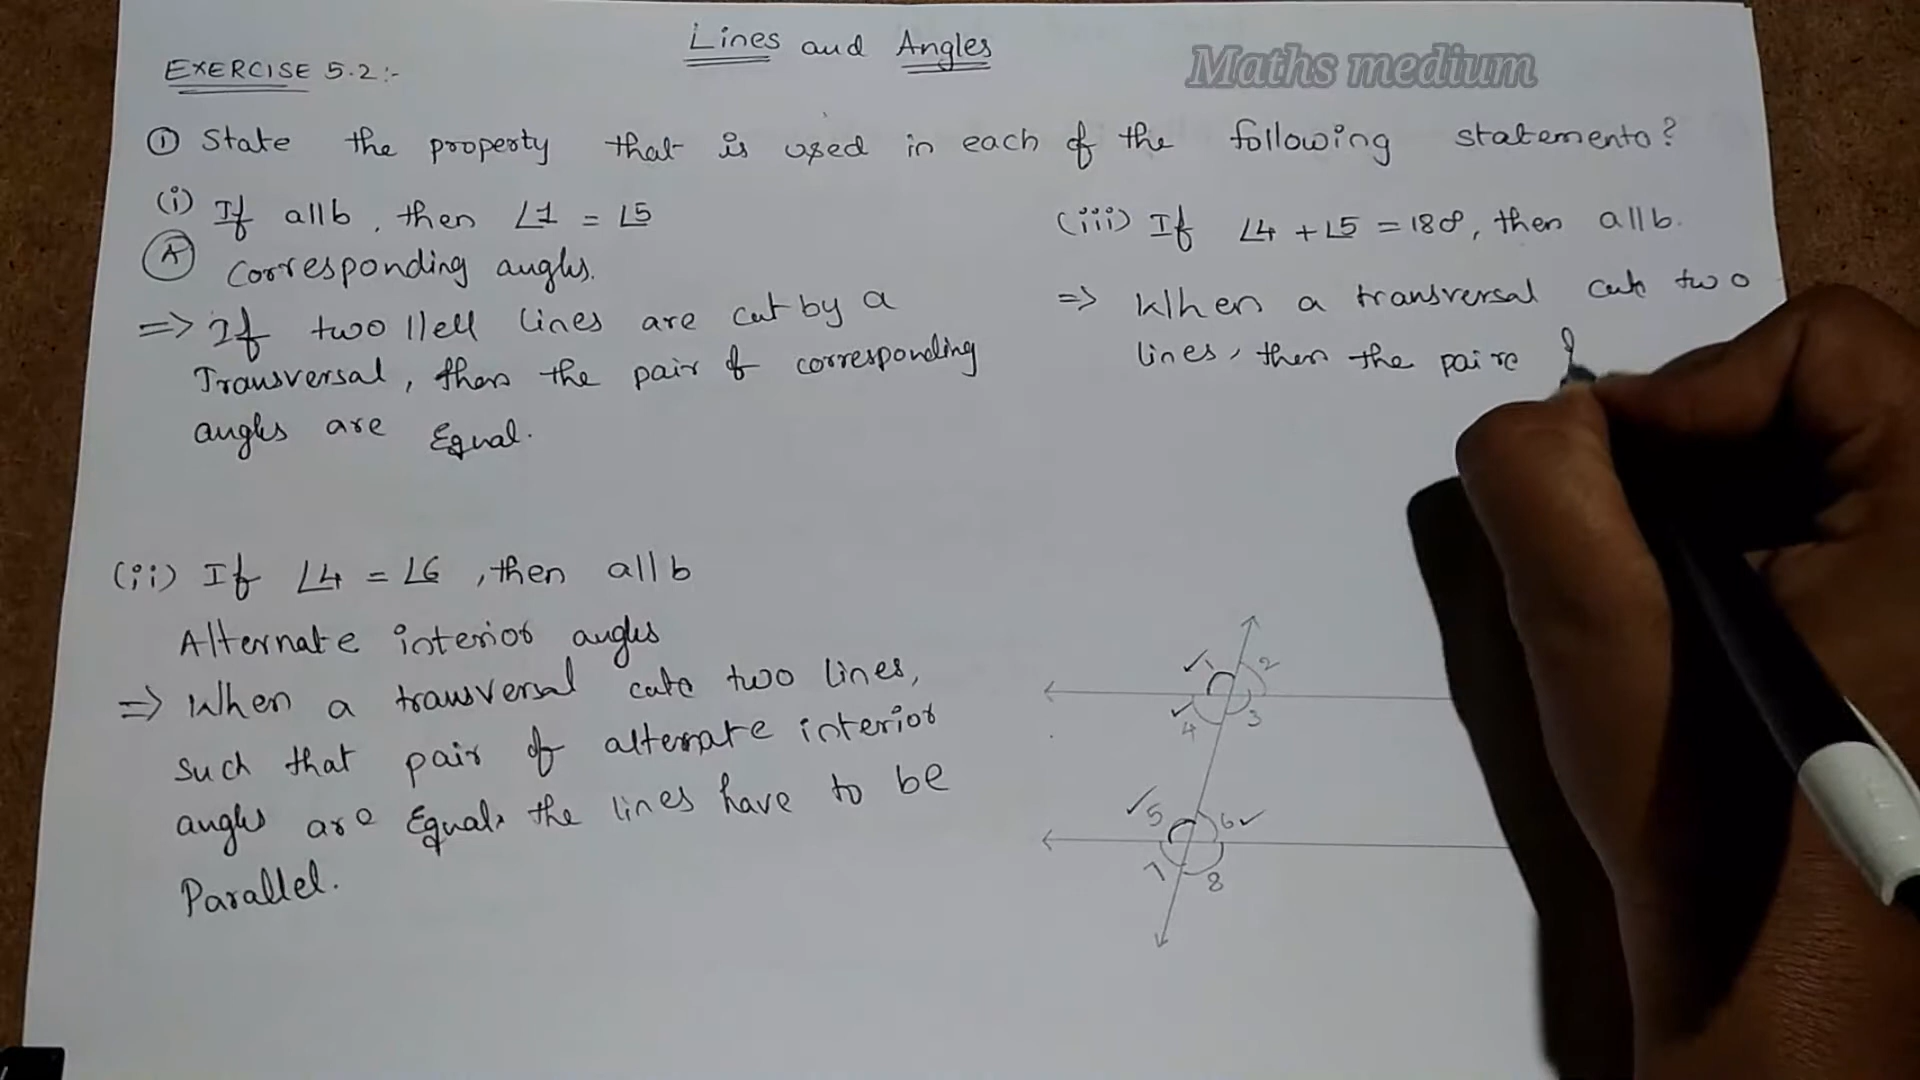 Lines and Angles
Maths medium
EXERCISE 5.2:-
① State the property that is used in each of the following statements?
(i) If a||b, then ∠1 = ∠5
(A) Corresponding angles.
=> If two ||ell lines are cut by a
Transversal, then the pair of corresponding
angles are Equal.
(ii) If ∠4 = ∠6, then a||b
Alternate interior angles
=> When a transversal cuts two lines,
such that pair of alternate interior
angles are Equal, the lines have to be
Parallel.
(iii) If ∠4 + ∠5 = 180, then a||b.
=> When a transversal cuts two
lines, then the pairs
1
2
4
3
5
6
7
8